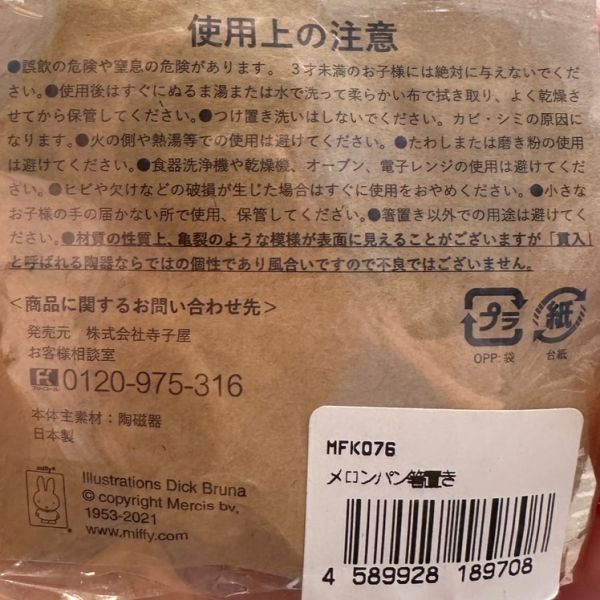 使用上の注意
●誤飲の危険や窒息の危険があります。 3才未満のお子様には絶対に与えないでくだ
さい。●使用後はすぐにぬるま湯または水で洗って柔らかい布で拭き取り、よく乾燥さ
せてから保管してください。●つけ置き洗いはしないでください。カビ・シミの原因に
なります。●火の側や熱湯等での使用は避けてください。●たわしまたは磨き粉の使用
は避けてください。●食器洗浄機や乾燥機、オーブン、電子レンジの使用は避けてくだ
さい。●ヒビや欠けなどの破損が生じた場合はすぐに使用をおやめください。●小さな
お子様の手の届かない所で使用、保管してください。●箸置き以外での用途は避けてく
ださい。●材質の性質上、亀裂のような模様が表面に見えることがございますが「貫入」
と呼ばれる陶器ならではの個性であり風合いですので不良ではございません。
<商品に関するお問い合わせ先>
発売元 株式会社寺子屋
お客様相談室
フリーコール 0120-975-316
本体主素材：陶磁器
日本製
プラ
OPP：袋
紙
台紙
miffy
Illustrations Dick Bruna
© copyright Mercis bv,
1953-2021
www.miffy.com
MFK076
メロンパン箸置き
4 589928 189708